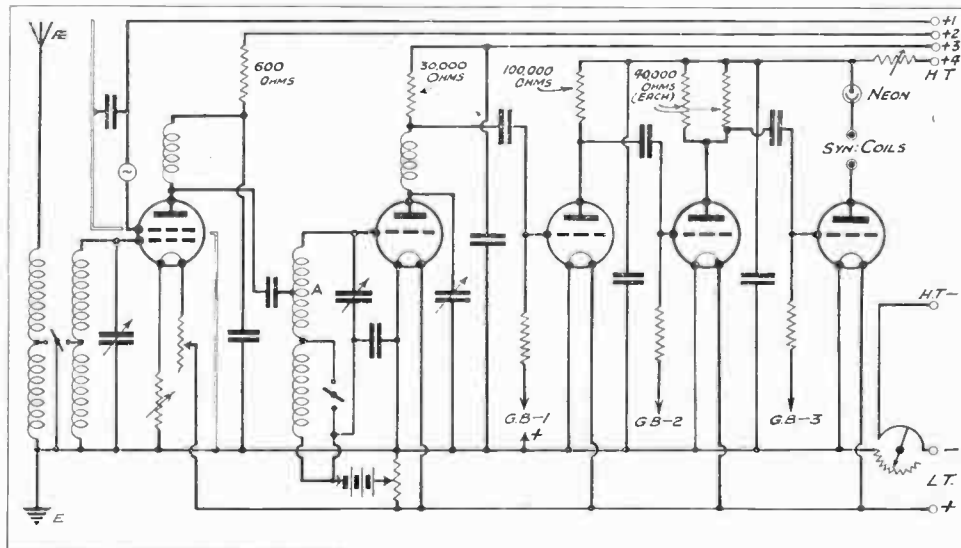 Æ
+1
+2
+3
+4
H T
600
OHMS
30,000
OHMS
100,000
OHMS
40,000
OHMS
(EACH)
NEON
SYN: COILS
A
H.T-
G.B-1
+
G.B-2
G.B-3
-
L.T.
+
E